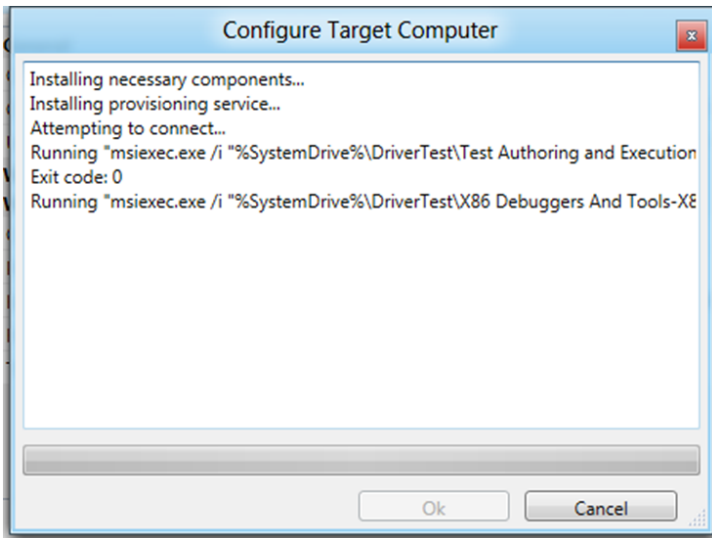 Configure Target Computer
Installing necessary components...
Installing provisioning service...
Attempting to connect...
Running "msiexec.exe /i "%SystemDrive%\DriverTest\Test Authoring and Execution
Exit code: 0
Running "msiexec.exe /i "%SystemDrive%\DriverTest\X86 Debuggers And Tools-X8
Ok
Cancel